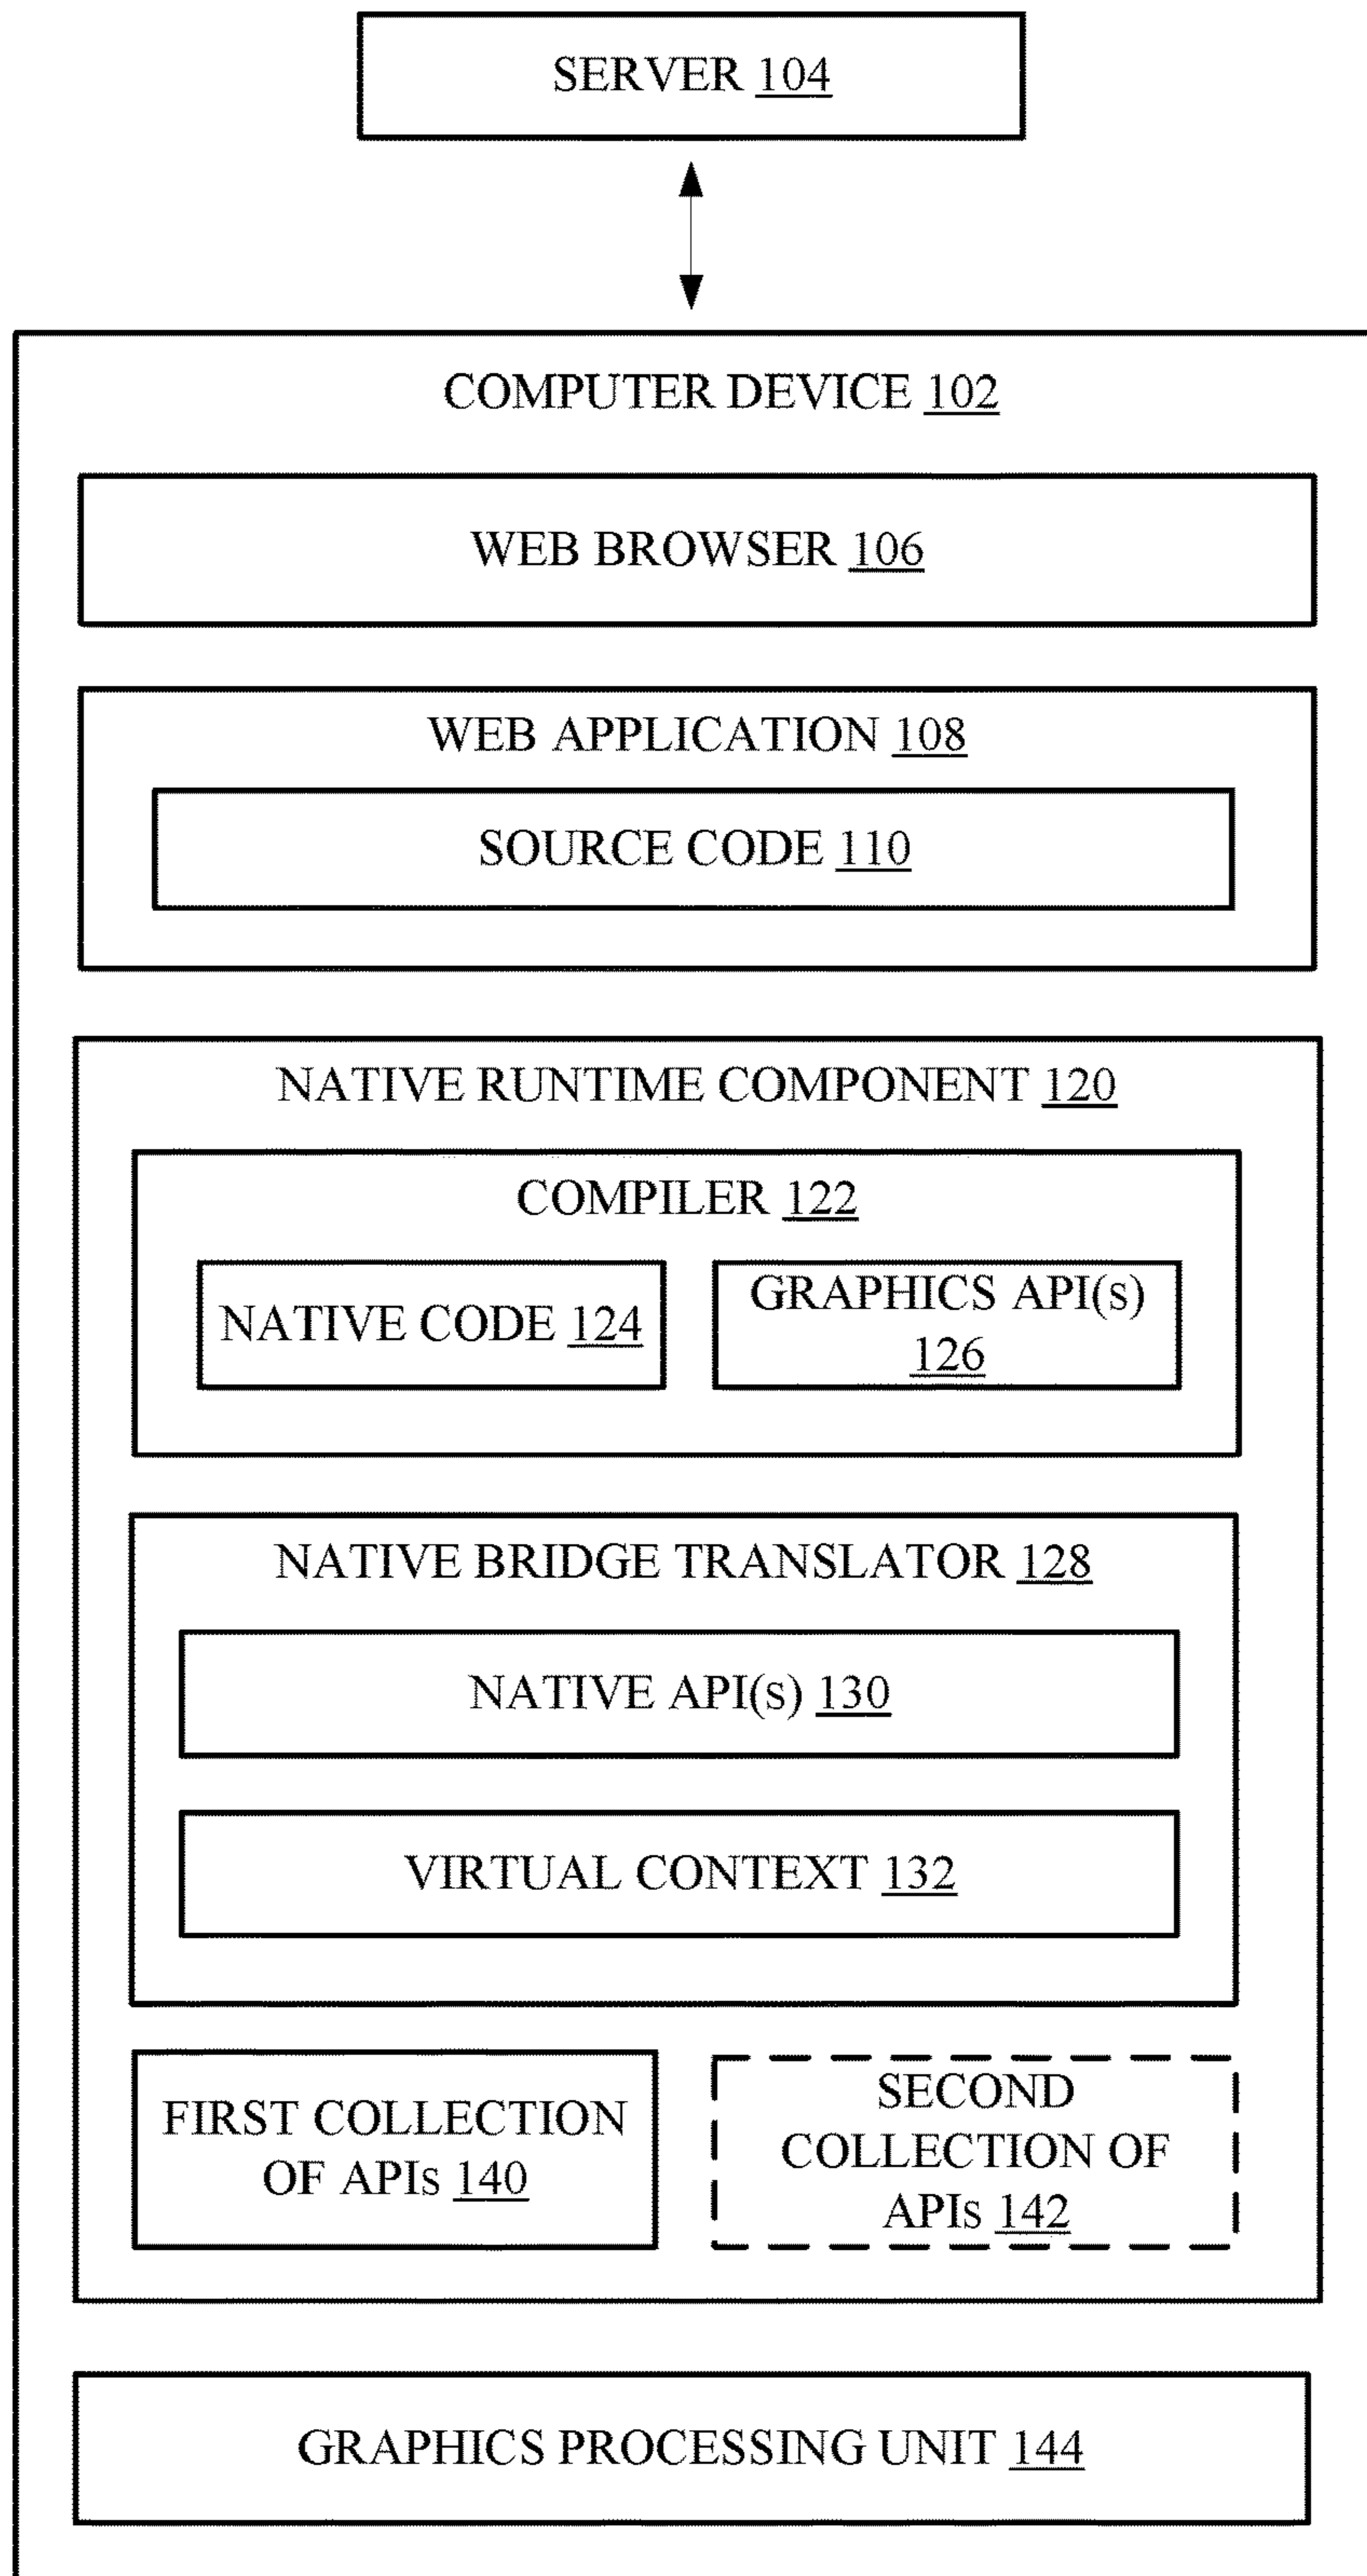 SERVER 104
COMPUTER DEVICE 102
WEB BROWSER 106
WEB APPLICATION 108
SOURCE CODE 110
NATIVE RUNTIME COMPONENT 120
COMPILER 122
NATIVE CODE 124
GRAPHICS API(s)
126
NATIVE BRIDGE TRANSLATOR 128
NATIVE API(s) 130
VIRTUAL CONTEXT 132
FIRST COLLECTION
OF APIs 140
SECOND
COLLECTION OF
APIs 142
GRAPHICS PROCESSING UNIT 144